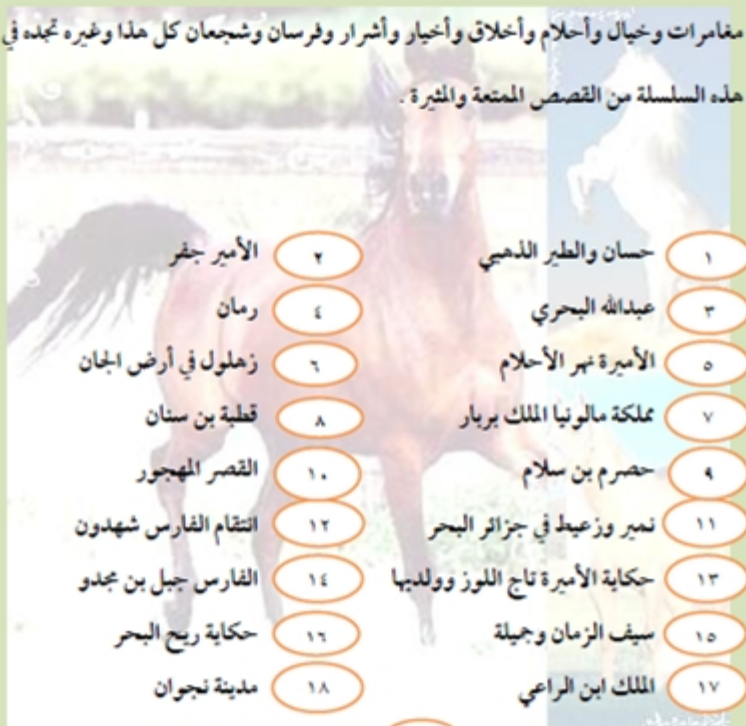 مغامرات وخيال وأحلام وأخلاق وأخيار وأشرار وفرسان وشجعان كل هذا وغيره تجده في
هذه السلسلة من القصص الممتعة والمثيرة .
١ حسان والطير الذهبي ٢ الأمير جفر
٣ عبدالله البحري ٤ رمان
٥ الأميرة نهر الأحلام ٦ زهلول في أرض الجان
٧ مملكة مالونيا الملك بربار ٨ قطبة بن سنان
٩ حصرم بن سلام ١٠ القصر المهجور
١١ نمير وزعيط في جزائر البحر ١٢ انتقام الفارس شهدون
١٣ حكاية الأميرة تاج اللوز وولديها ١٤ الفارس جبل بن مجدو
١٥ سيف الزمان وجميلة ١٦ حكاية ريح البحر
١٧ الملك ابن الراعي ١٨ مدينة نجوان